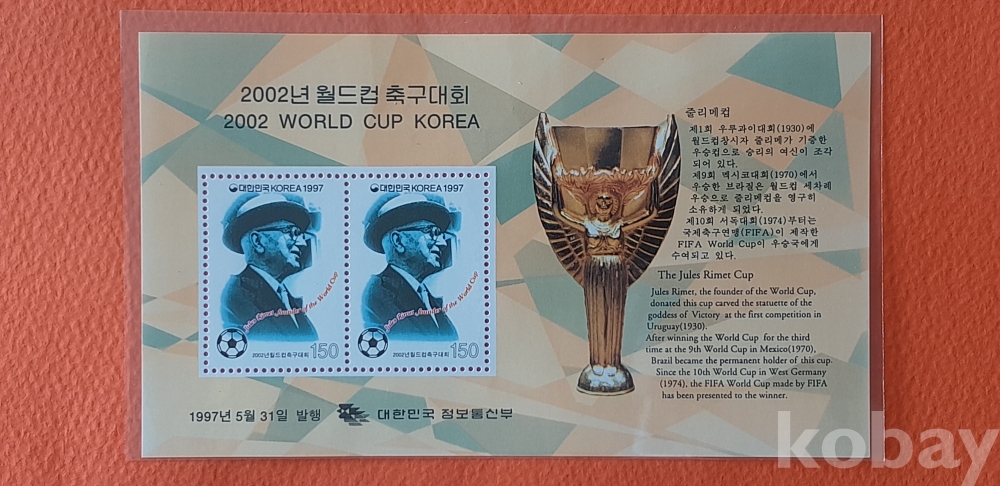 2002년 월드컵 축구대회
2002 WORLD CUP KOREA
대한민국 KOREA 1997
Jules Rimet, founder of the World Cup
2002년월드컵축구대회 150
대한민국 KOREA 1997
Jules Rimet, founder of the World Cup
2002년월드컵축구대회 150
1997년 5월 31일 발행
대한민국 정보통신부
줄리메컵
제1회 우루과이대회(1930)에
월드컵창시자 줄리메가 기증한
우승컵으로 승리의 여신이 조각
되어 있다.
제9회 멕시코대회(1970)에서
우승한 브라질은 월드컵 세차례
우승으로 줄리메컵을 영구히
소유하게 되었다.
제10회 서독대회(1974)부터는
국제축구연맹(FIFA)이 제작한
FIFA World Cup이 우승국에게
수여되고 있다.
The Jules Rimet Cup
Jules Rimet, the founder of the World Cup,
donated this cup carved the statuette of the
goddess of Victory at the first competition in
Uruguay(1930).
After winning the World Cup for the third
time at the 9th World Cup in Mexico(1970),
Brazil became the permanent holder of this cup.
Since the 10th World Cup in West Germany
(1974), the FIFA World Cup made by FIFA
has been presented to the winner.
kobay